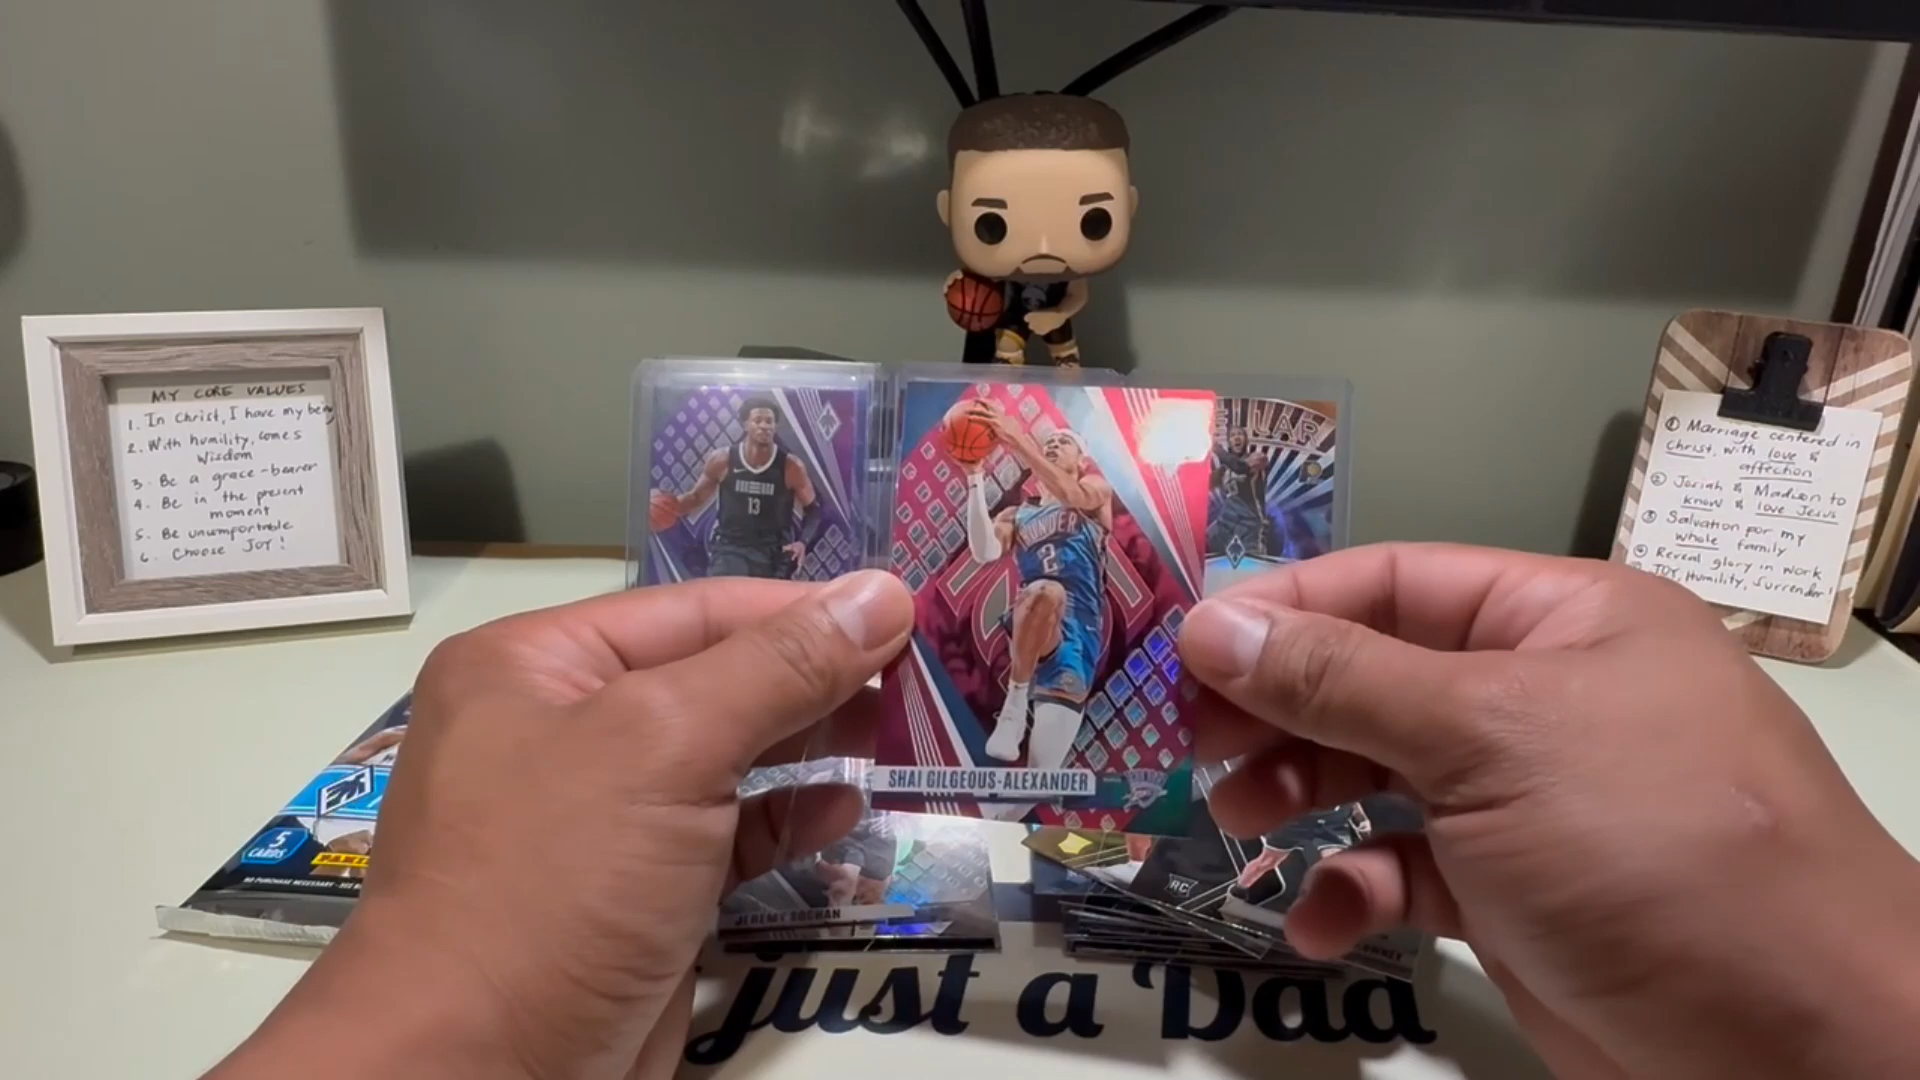 MY CORE VALUES
1. In Christ, I have my being
2. With humility, comes
Wisdom
3. Be a grace-bearer
4. Be in the present
moment
5. Be uncomfortable
6. Choose JOY!
13
THUNDER
2
SHAI GILGEOUS-ALEXANDER
① Marriage centered in
Christ, with love &
affection
② Josiah & Madison to
know & love Jesus
③ Salvation for my
whole family
④ Reveal glory in work
JOY, Humility, Surrender!
5
CARDS
JEREMY SOCHAN
RC
just a Dad